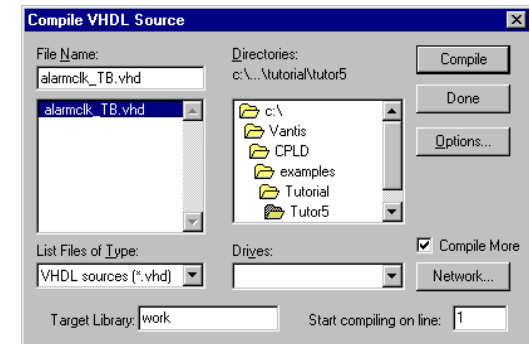 Compile VHDL Source
File Name:
alarmclk_TB.vhd
alarmclk_TB.vhd
List Files of Type:
VHDL sources (*.vhd)
Directories:
c:\...\tutorial\tutor5
c:\
Vantis
CPLD
examples
Tutorial
Tutor5
Drives:
Compile
Done
Options...
Compile More
Network...
Target Library: work
Start compiling on line: 1